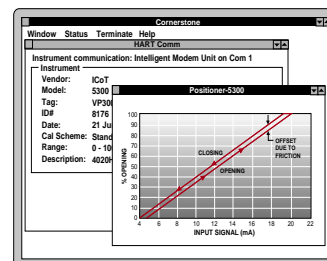 Cornerstone
Window Status Terminate Help
HART Comm
Instrument communication: Intelligent Modem Unit on Com 1
Instrument
Vendor: ICoT
Model: 5300
Tag: VP30
ID# 8176
Date: 21 Ju
Cal Scheme: Stand
Range: 0 - 10
Description: 4020H
Positioner-5300
% OPENING
100
90
80
70
60
50
40
30
20
10
0
CLOSING
OPENING
OFFSET
DUE TO
FRICTION
4 6 8 10 12 14 16 18 20 22
INPUT SIGNAL (mA)